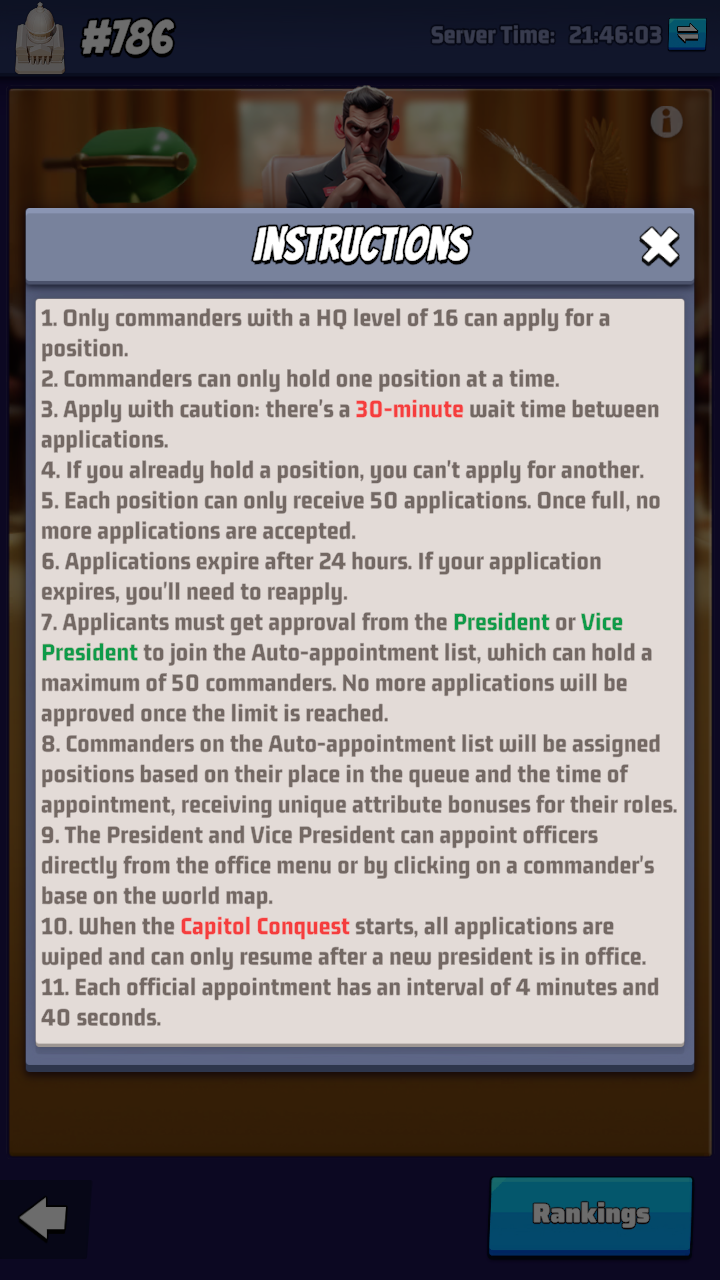 #786
Server Time: 21:46:03
INSTRUCTIONS
1. Only commanders with a HQ level of 16 can apply for a
position.
2. Commanders can only hold one position at a time.
3. Apply with caution: there's a 30-minute wait time between
applications.
4. If you already hold a position, you can't apply for another.
5. Each position can only receive 50 applications. Once full, no
more applications are accepted.
6. Applications expire after 24 hours. If your application
expires, you'll need to reapply.
7. Applicants must get approval from the President or Vice
President to join the Auto-appointment list, which can hold a
maximum of 50 commanders. No more applications will be
approved once the limit is reached.
8. Commanders on the Auto-appointment list will be assigned
positions based on their place in the queue and the time of
appointment, receiving unique attribute bonuses for their roles.
9. The President and Vice President can appoint officers
directly from the office menu or by clicking on a commander's
base on the world map.
10. When the Capitol Conquest starts, all applications are
wiped and can only resume after a new president is in office.
11. Each official appointment has an interval of 4 minutes and
40 seconds.
Rankings